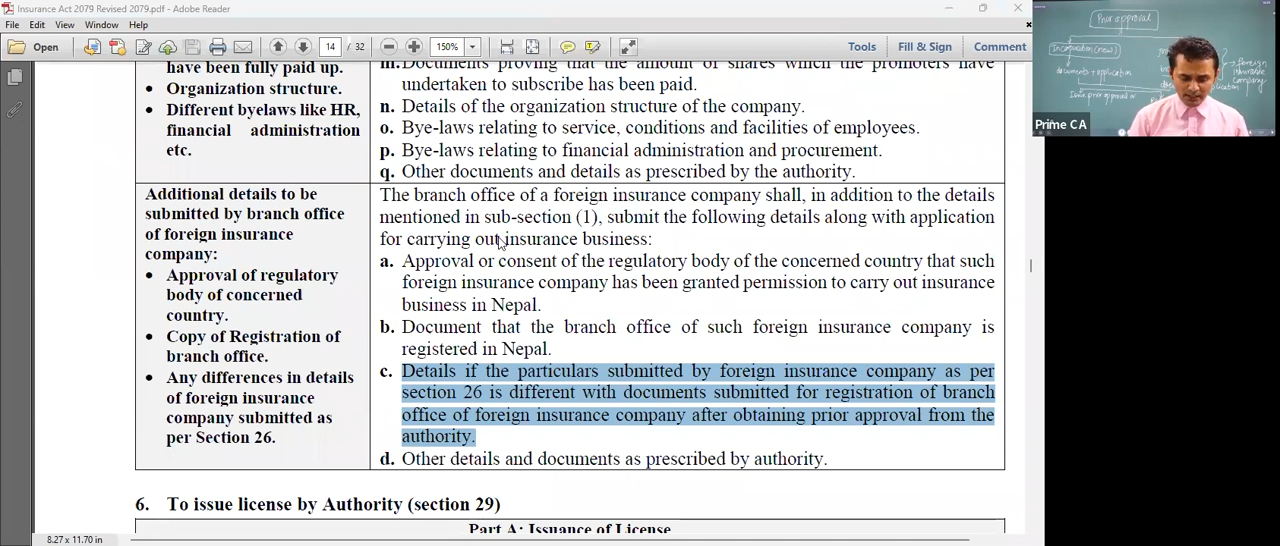 Insurance Act 2079 Revised 2079.pdf - Adobe Reader
File Edit View Window Help
Open 14 / 32 150% Tools Fill & Sign Comment
have been fully paid up.
• Organization structure.
• Different byelaws like HR,
financial administration
etc.
m. Documents proving that the amount of shares which the promoters have
undertaken to subscribe has been paid.
n. Details of the organization structure of the company.
o. Bye-laws relating to service, conditions and facilities of employees.
p. Bye-laws relating to financial administration and procurement.
q. Other documents and details as prescribed by the authority.
Additional details to be
submitted by branch office
of foreign insurance
company:
• Approval of regulatory
body of concerned
country.
• Copy of Registration of
branch office.
• Any differences in details
of foreign insurance
company submitted as
per Section 26.
The branch office of a foreign insurance company shall, in addition to the details
mentioned in sub-section (1), submit the following details along with application
for carrying out insurance business:
a. Approval or consent of the regulatory body of the concerned country that such
foreign insurance company has been granted permission to carry out insurance
business in Nepal.
b. Document that the branch office of such foreign insurance company is
registered in Nepal.
c. Details if the particulars submitted by foreign insurance company as per
section 26 is different with documents submitted for registration of branch
office of foreign insurance company after obtaining prior approval from the
authority.
d. Other details and documents as prescribed by authority.
6. To issue license by Authority (section 29)
Part A: Issuance of License
8.27 x 11.70 in
Prior approval
Incorporation (new)
documents + application
Issue prior approval or
foreign
insurance
company
Prime CA